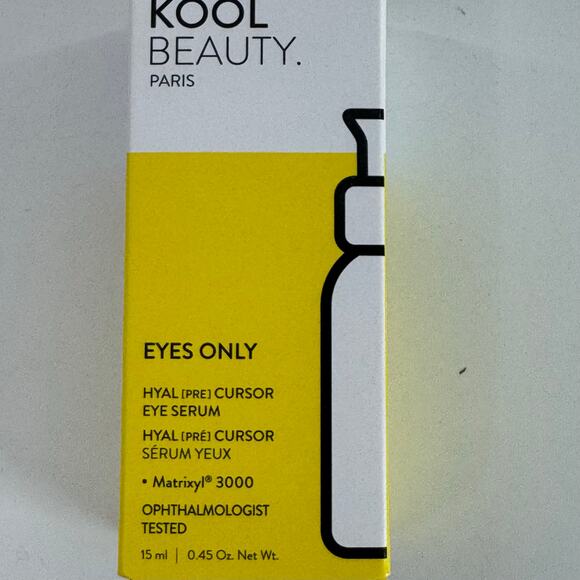 KOOL
BEAUTY.
PARIS
EYES ONLY
HYAL [PRE] CURSOR
EYE SERUM
HYAL [PRÉ] CURSOR
SÉRUM YEUX
• Matrixyl® 3000
OPHTHALMOLOGIST
TESTED
15 ml | 0.45 Oz. Net Wt.